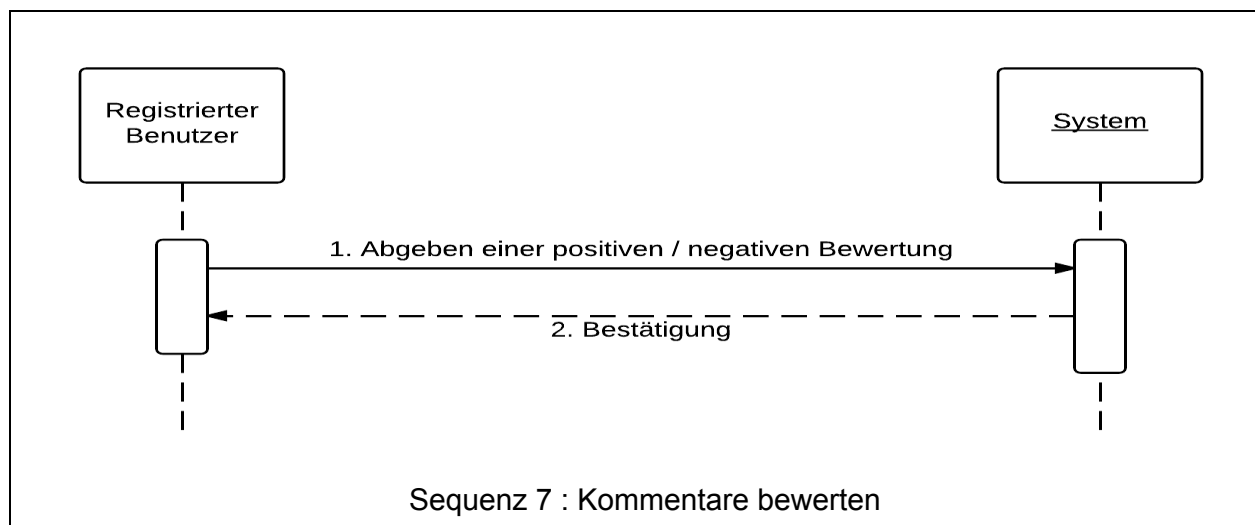 Registrierter
Benutzer
System
1. Abgeben einer positiven / negativen Bewertung
2. Bestätigung
Sequenz 7 : Kommentare bewerten